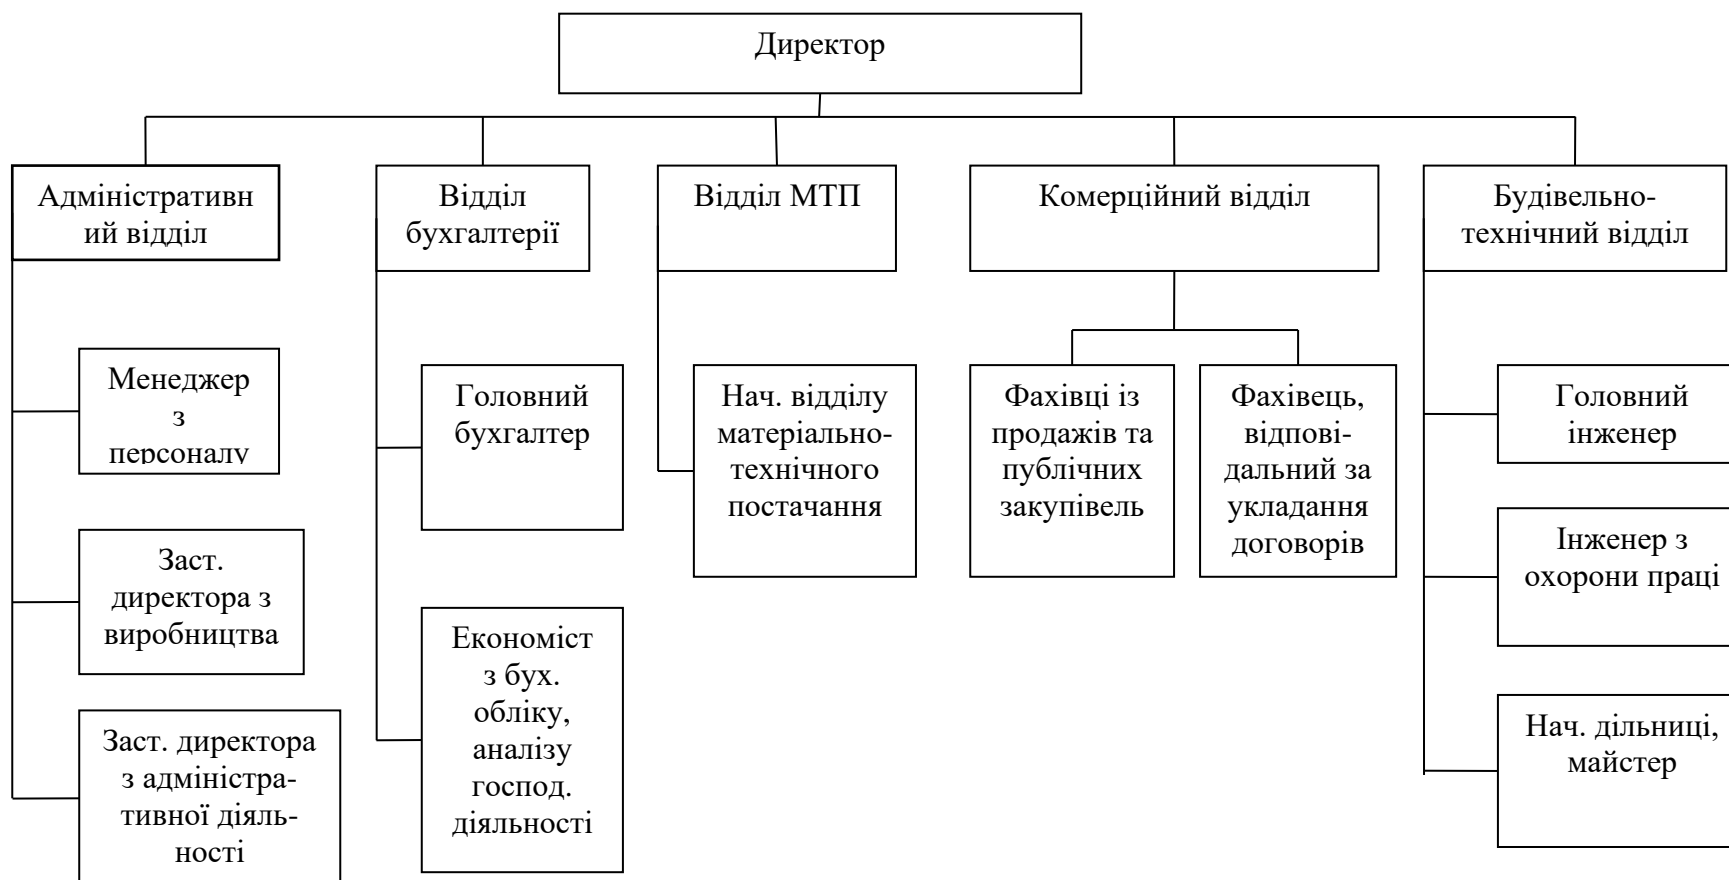 Директор
Адміністративн
ий відділ
Відділ
бухгалтерії
Відділ МТП
Комерційний відділ
Будівельно-
технічний відділ
Менеджер
з
персоналу
Заст.
директора з
виробництва
Заст. директора
з адміністра-
тивної діяль-
ності
Головний
бухгалтер
Економіст
з бух.
обліку,
аналізу
господ.
діяльності
Нач. відділу
матеріально-
технічного
постачання
Фахівці із
продажів та
публічних
закупівель
Фахівець,
відпові-
дальний за
укладання
договорів
Головний
інженер
Інженер з
охорони праці
Нач. дільниці,
майстер